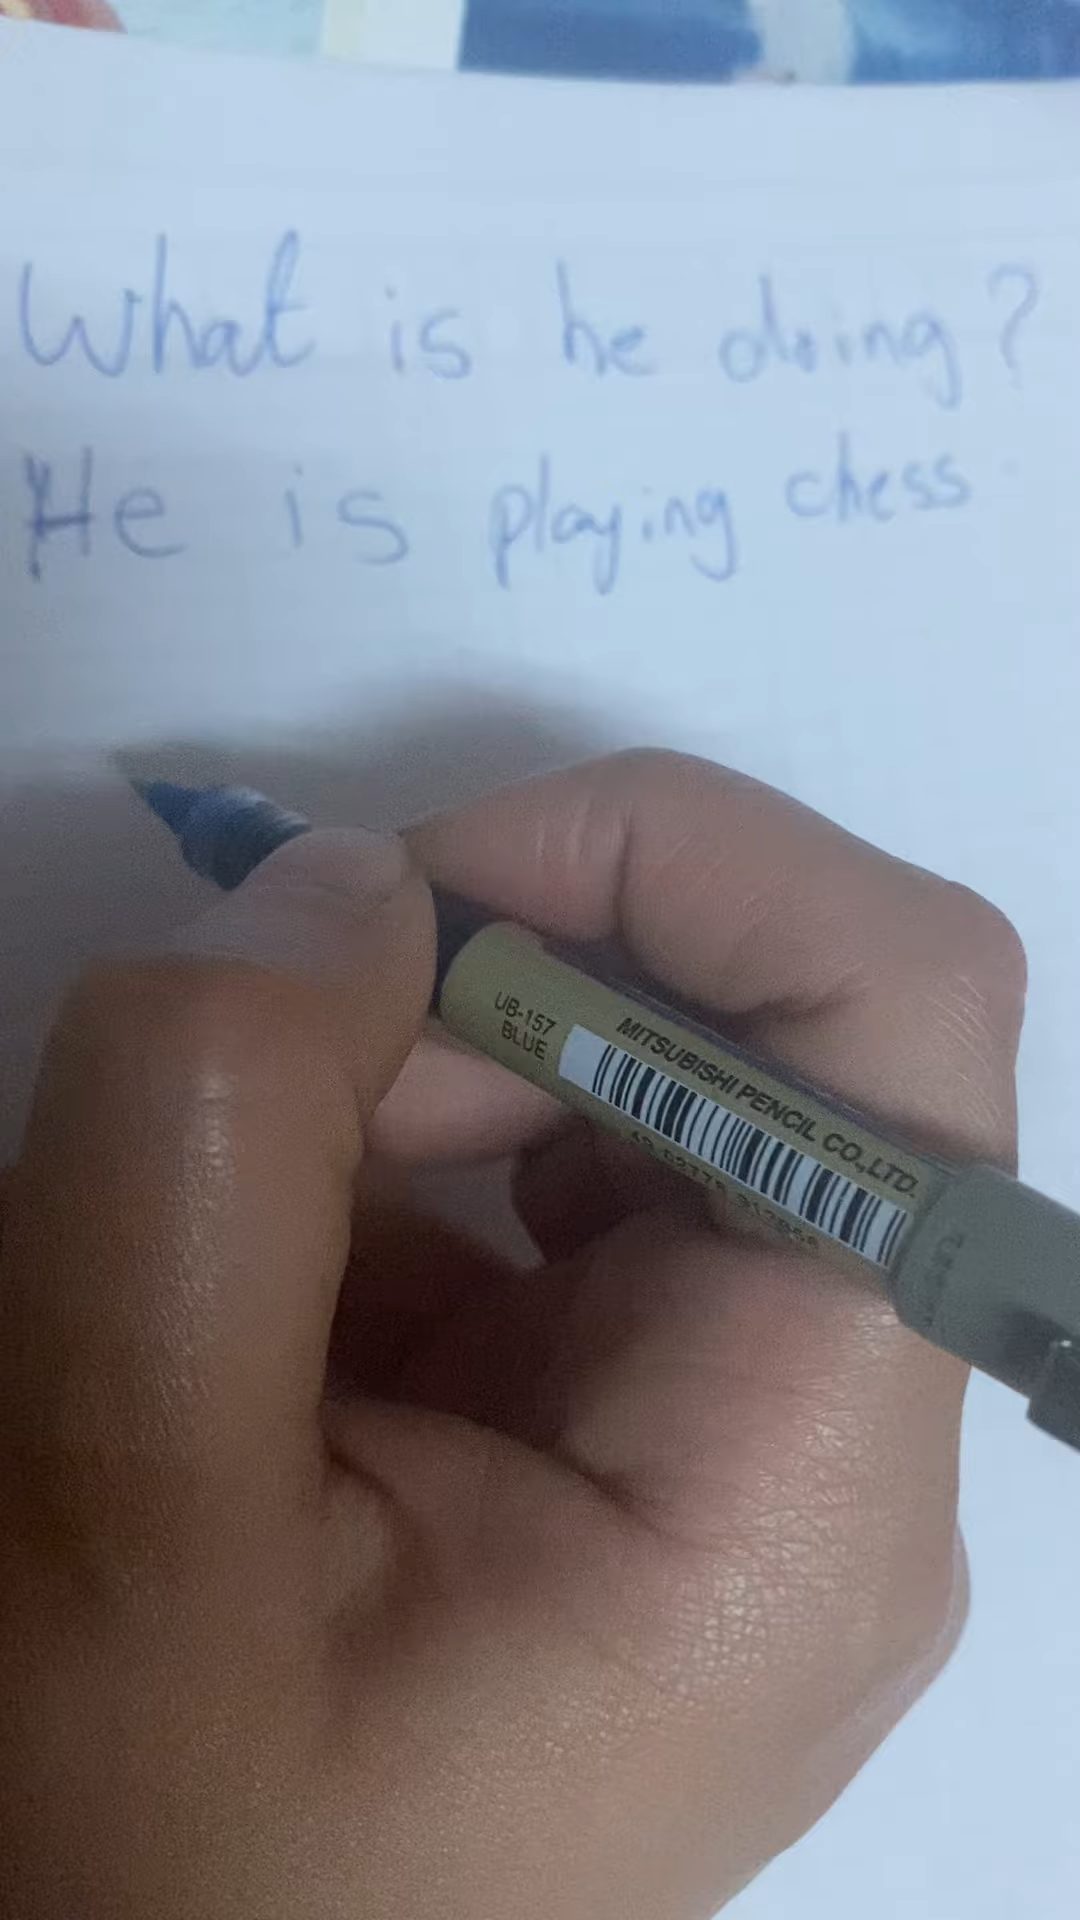 What is he doing?
He is playing chess.
UB-157
BLUE
MITSUBISHI PENCIL CO.,LTD.